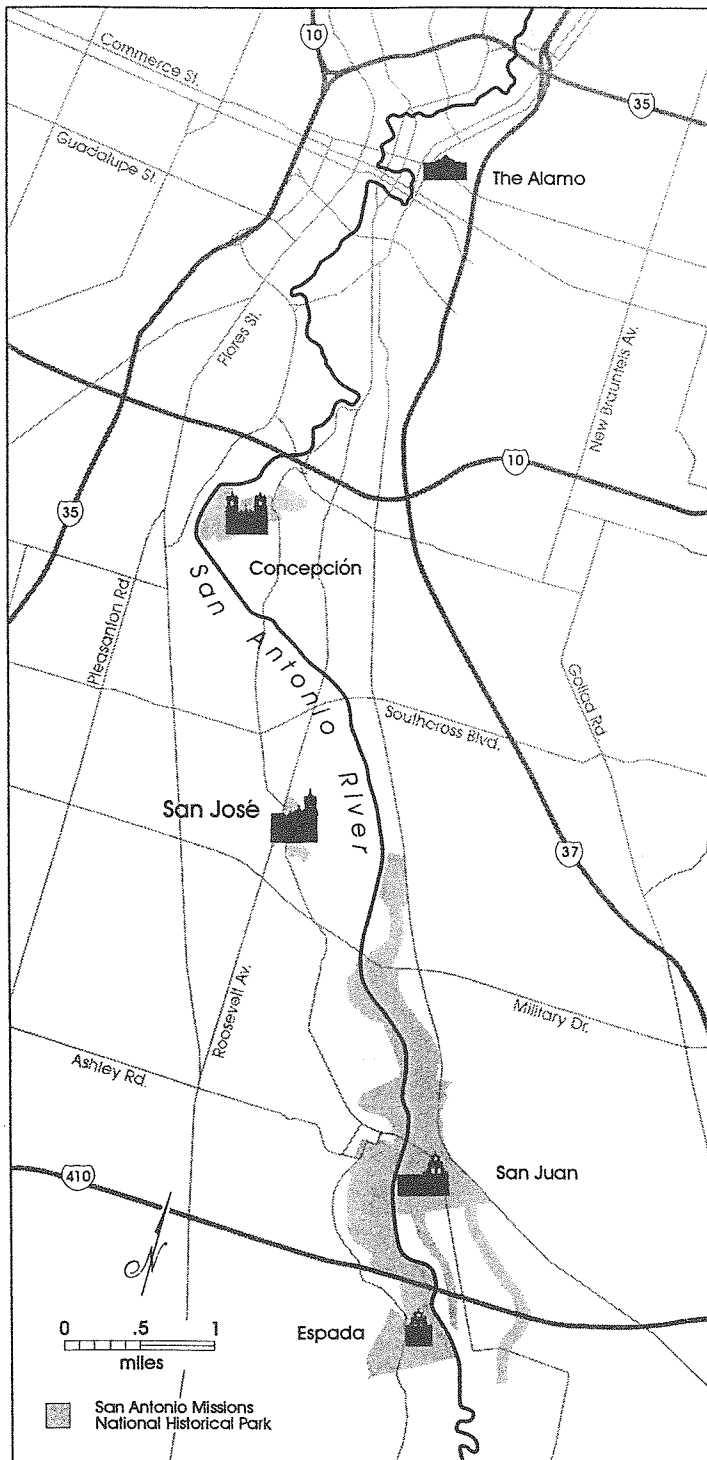 10
Commerce St.
35
Guadalupe St.
The Alamo
Flores St.
New Braunfels Av.
10
35
Concepción
San Antonio River
Pleasanton Rd.
Goliad Rd.
Southcross Blvd.
San José
37
Roosevelt Av.
Military Dr.
Ashley Rd.
San Juan
410
N
0 .5 1
miles
Espada
San Antonio Missions
National Historical Park